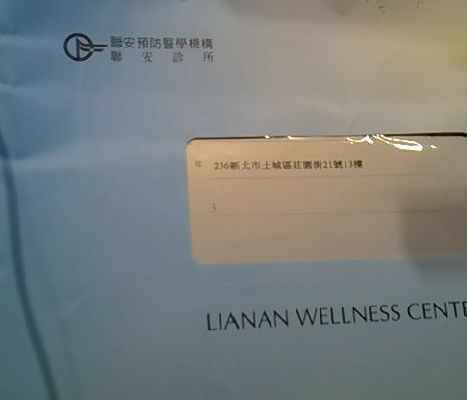 聯安預防醫學機構
聯安診所
236新北市土城區莊園街21號13樓
3
LIANAN WELLNESS CENTE